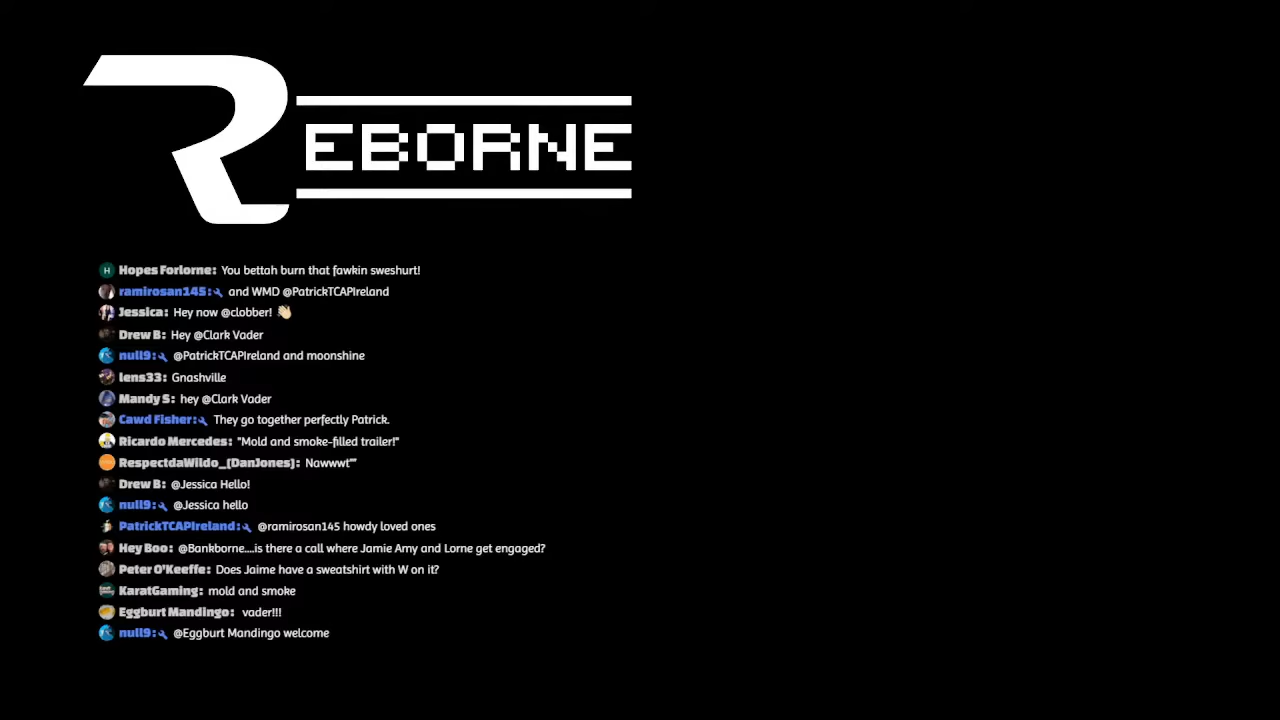 REBORNE
H Hopes Forlorne: You bettah burn that fawkin sweshurt!
ramirosan145: and WMD @PatrickTCAPIreland
Jessica: Hey now @clobber! 👋
Drew B: Hey @Clark Vader
null9: @PatrickTCAPIreland and moonshine
lens33: Gnashville
Mandy S: hey @Clark Vader
Cawd Fisher: They go together perfectly Patrick.
Ricardo Mercedes: "Mold and smoke-filled trailer!"
RespectdaWildo_(DanJones): Nawwwt""
Drew B: @Jessica Hello!
null9: @Jessica hello
PatrickTCAPIreland: @ramirosan145 howdy loved ones
Hey Boo: @Bankborne....is there a call where Jamie Amy and Lorne get engaged?
Peter O'Keeffe: Does Jaime have a sweatshirt with W on it?
KaratGaming: mold and smoke
Eggburt Mandingo: vader!!!
null9: @Eggburt Mandingo welcome